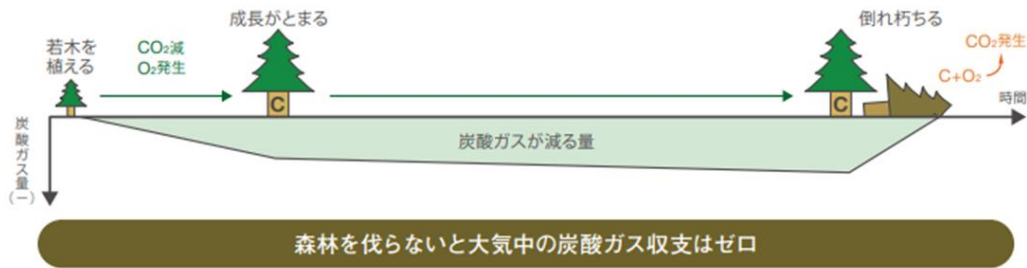 成長がとまる
倒れ朽ちる
若木を
植える
CO₂減
O₂発生
CO₂発生
C+O₂
C
C
時間
炭酸ガス量
(ー)
炭酸ガスが減る量
森林を伐らないと大気中の炭酸ガス収支はゼロ